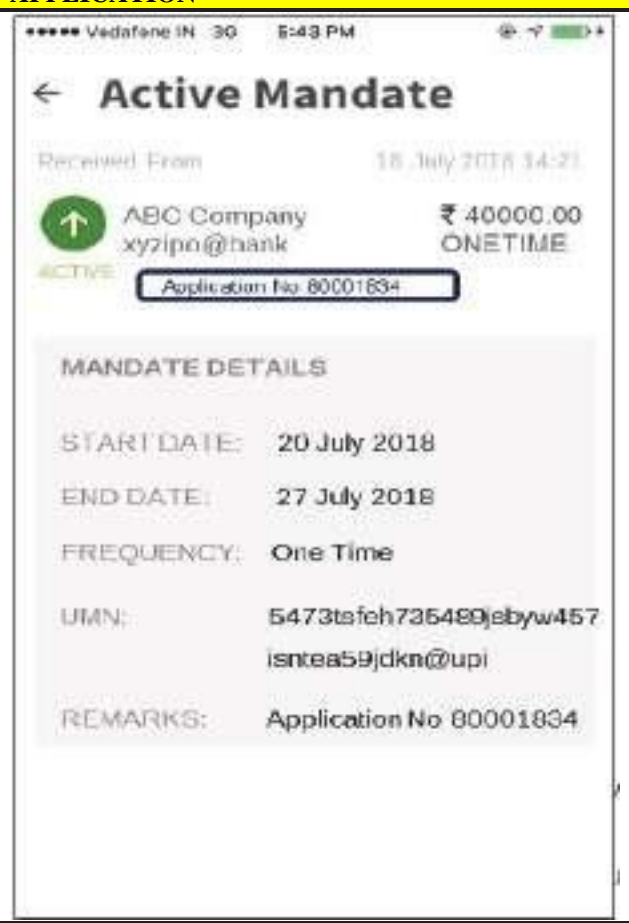 APPLICATION
Vodafone IN 3G 5:43 PM
← Active Mandate
Received From 18 July 2018 14:21
ABC Company ₹ 40000.00
xyzipo@bank ONETIME
ACTIVE
Application No 80001834
MANDATE DETAILS
START DATE: 20 July 2018
END DATE: 27 July 2018
FREQUENCY: One Time
UMN:
isntea59jdkn@upi
REMARKS: Application No 80001834